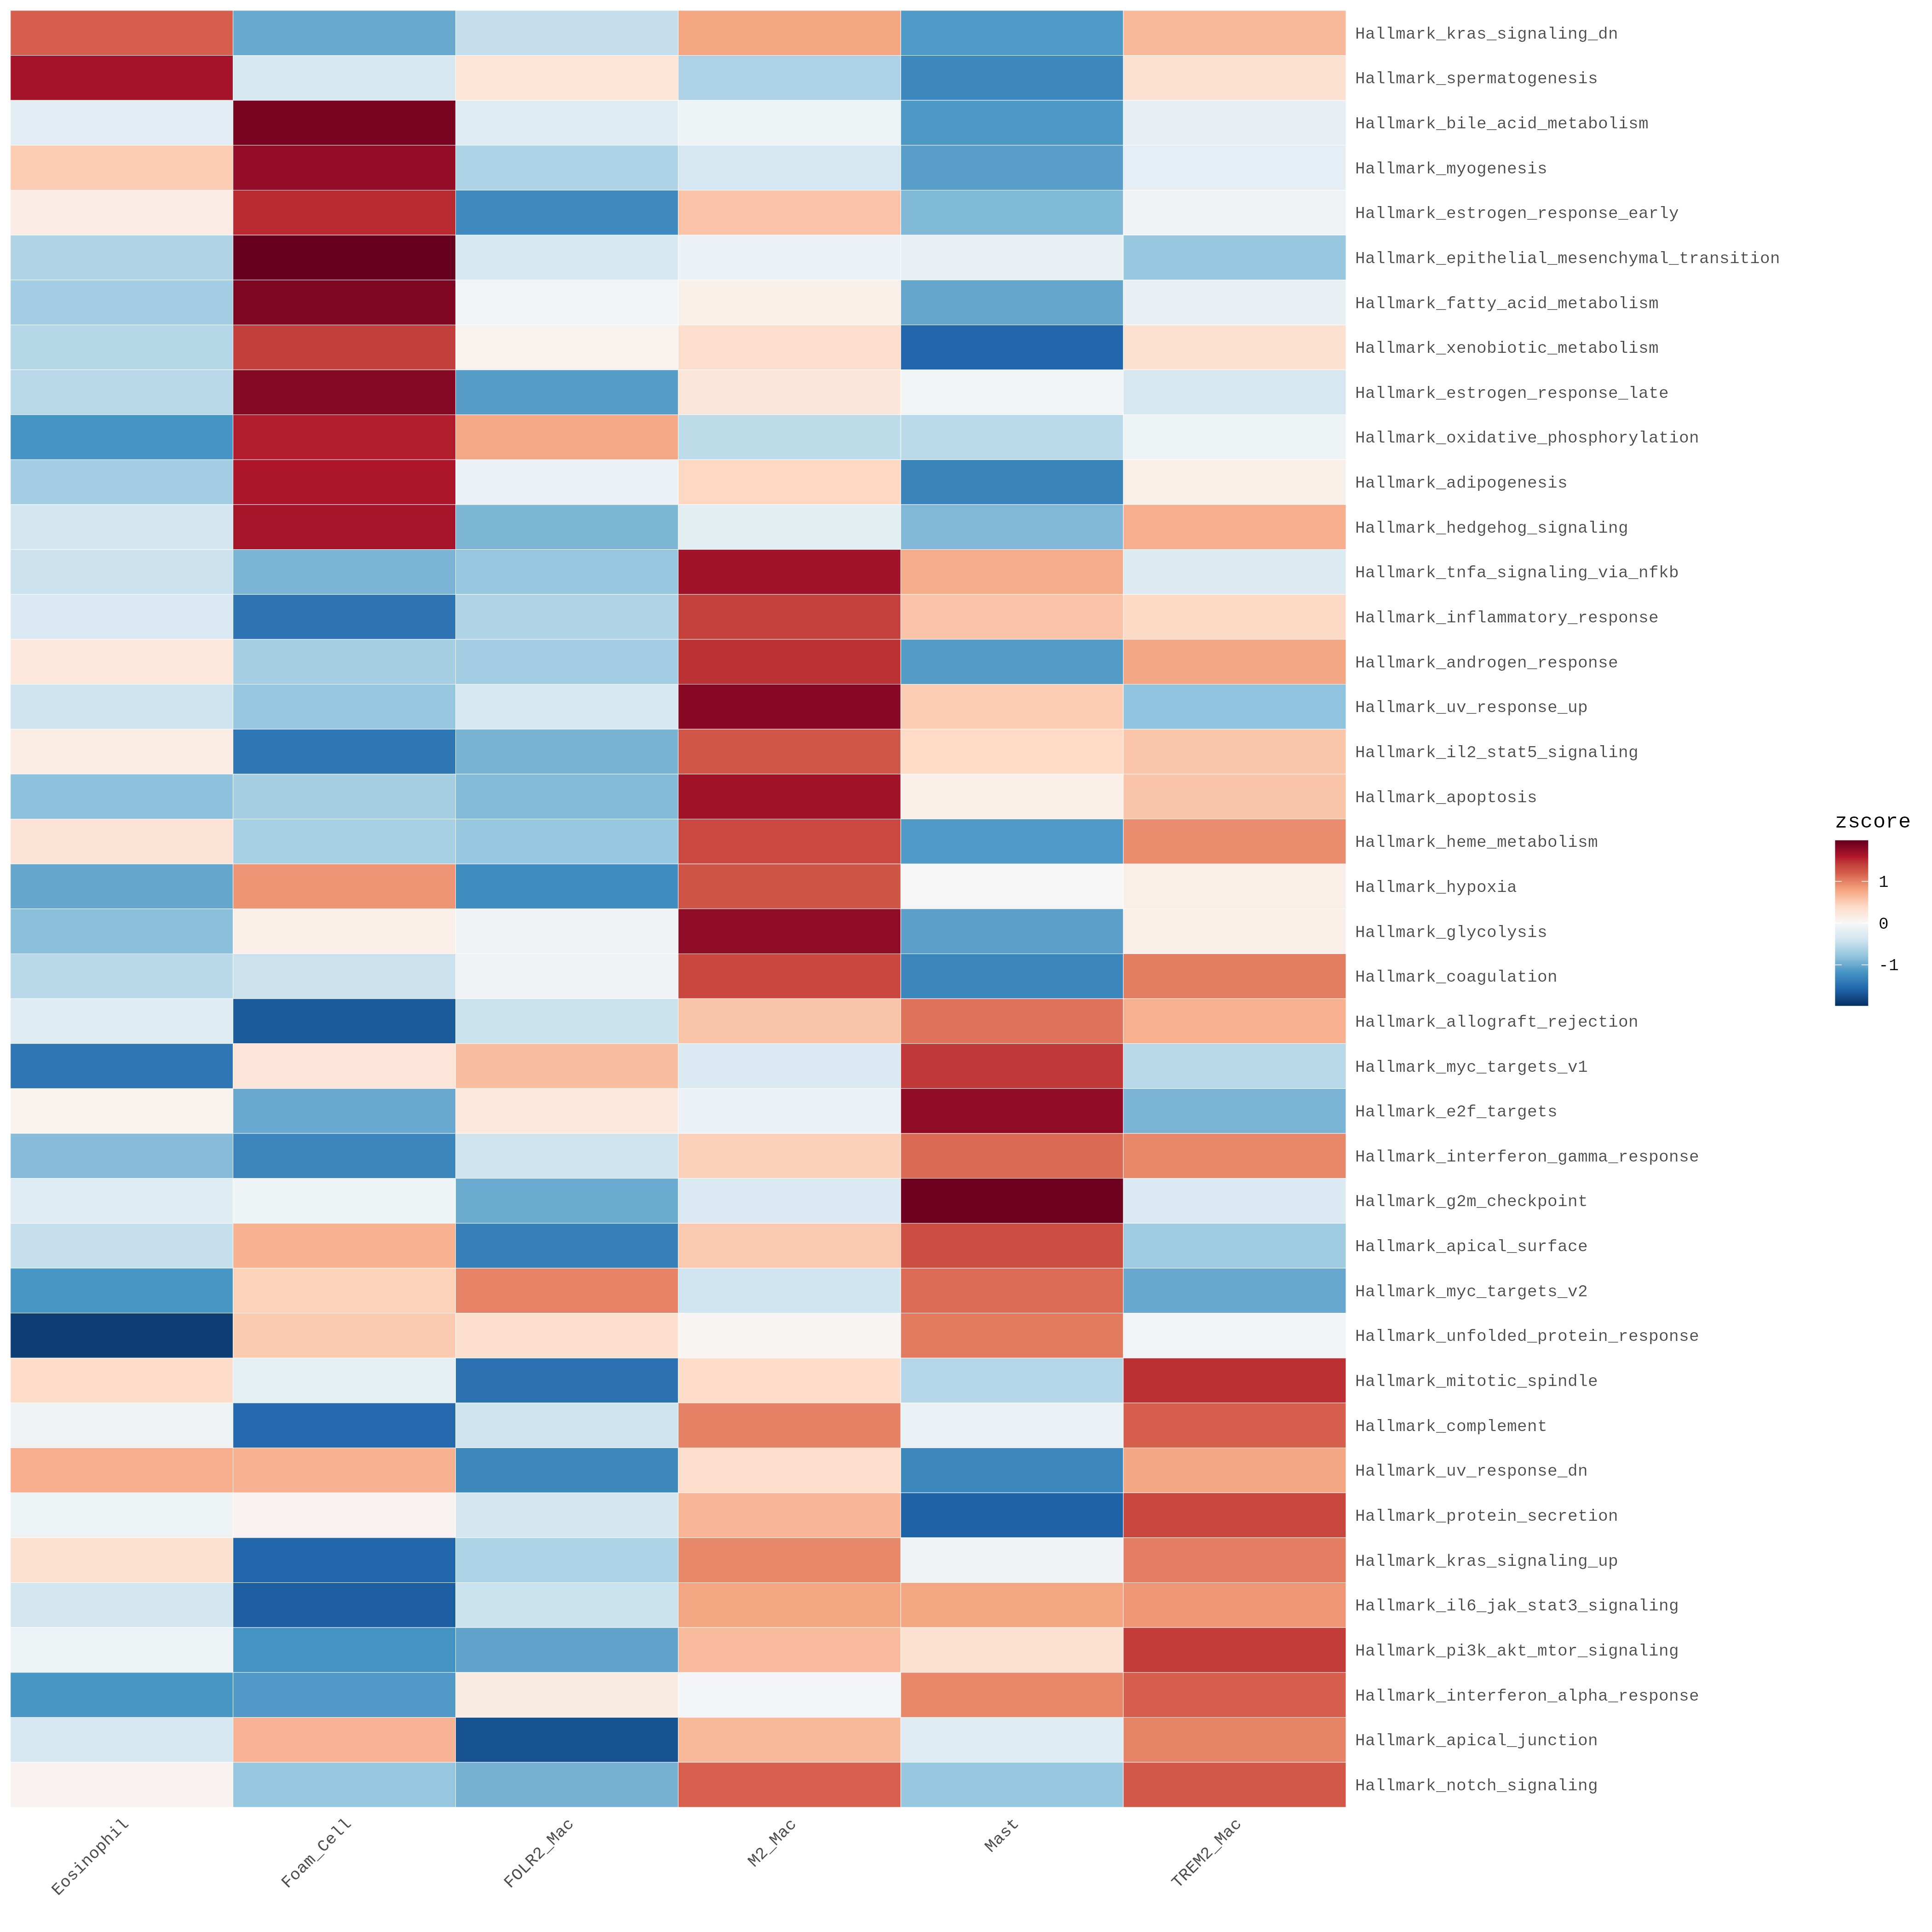 Hallmark_kras_signaling_dn
Hallmark_spermatogenesis
Hallmark_bile_acid_metabolism
Hallmark_myogenesis
Hallmark_estrogen_response_early
Hallmark_epithelial_mesenchymal_transition
Hallmark_fatty_acid_metabolism
Hallmark_xenobiotic_metabolism
Hallmark_estrogen_response_late
Hallmark_oxidative_phosphorylation
Hallmark_adipogenesis
Hallmark_hedgehog_signaling
Hallmark_tnfa_signaling_via_nfkb
Hallmark_inflammatory_response
Hallmark_androgen_response
Hallmark_uv_response_up
Hallmark_il2_stat5_signaling
Hallmark_apoptosis
Hallmark_heme_metabolism
Hallmark_hypoxia
Hallmark_glycolysis
Hallmark_coagulation
Hallmark_allograft_rejection
Hallmark_myc_targets_v1
Hallmark_e2f_targets
Hallmark_interferon_gamma_response
Hallmark_g2m_checkpoint
Hallmark_apical_surface
Hallmark_myc_targets_v2
Hallmark_unfolded_protein_response
Hallmark_mitotic_spindle
Hallmark_complement
Hallmark_uv_response_dn
Hallmark_protein_secretion
Hallmark_kras_signaling_up
Hallmark_il6_jak_stat3_signaling
Hallmark_pi3k_akt_mtor_signaling
Hallmark_interferon_alpha_response
Hallmark_apical_junction
Hallmark_notch_signaling
Eosinophil
Foam_Cell
FOLR2_Mac
M2_Mac
Mast
TREM2_Mac
zscore
1
0
-1